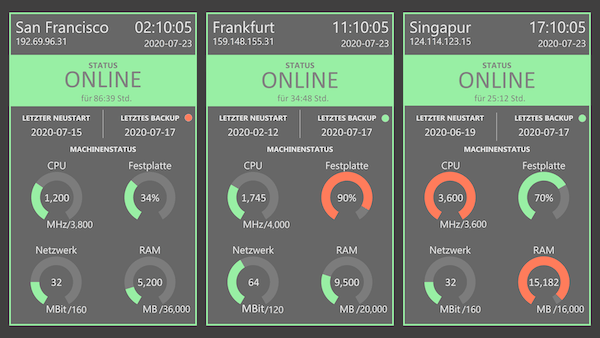 San Francisco 02:10:05
192.69.96.31 2020-07-23
STATUS
ONLINE
für 86:39 Std.
LETZTER NEUSTART LETZTES BACKUP
2020-07-15 2020-07-17
MACHINENSTATUS
CPU Festplatte
1,200 34%
MHz/3,800
Netzwerk RAM
32 5,200
MBit/160 MB/36,000
Frankfurt 11:10:05
159.148.155.31 2020-07-23
STATUS
ONLINE
für 34:48 Std.
LETZTER NEUSTART LETZTES BACKUP
2020-02-12 2020-07-17
MACHINENSTATUS
CPU Festplatte
1,745 90%
MHz/4,000
Netzwerk RAM
64 9,500
MBit/120 MB/20,000
Singapur 17:10:05
124.114.123.15 2020-07-23
STATUS
ONLINE
für 25:12 Std.
LETZTER NEUSTART LETZTES BACKUP
2020-06-19 2020-07-17
MACHINENSTATUS
CPU Festplatte
3,600 70%
MHz/3,600
Netzwerk RAM
32 15,182
MBit/160 MB/16,000